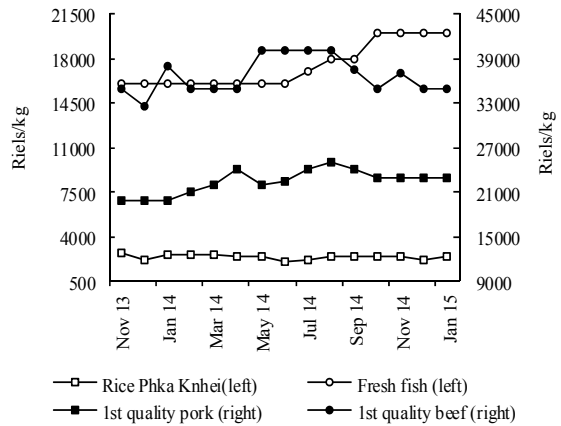 21500
18000
14500
11000
7500
4000
500
Riels/kg
45000
39000
33000
27000
21000
15000
9000
Riels/kg
Nov 13
Jan 14
Mar 14
May 14
Jul 14
Sep 14
Nov 14
Jan 15
Rice Phka Knhei(left)
Fresh fish (left)
1st quality pork (right)
1st quality beef (right)